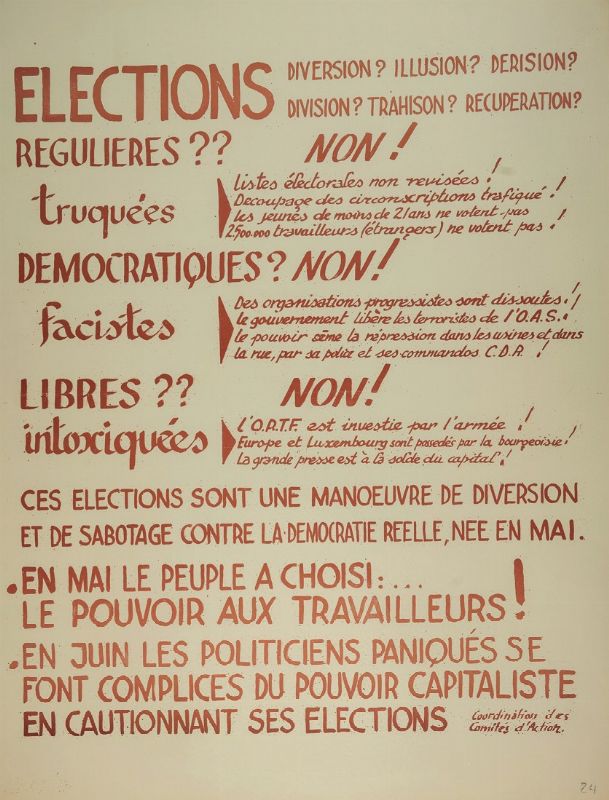 ELECTIONS
DIVERSION? ILLUSION? DERISION?
DIVISION? TRAHISON? RECUPERATION?
REGULIERES ?? NON!
truquées
listes électorales non revisées !
Decoupage des circonscriptions trafiqué !
les jeunes de moins de 21 ans ne votent pas
2.500.000 travailleurs (étrangers) ne votent pas !
DEMOCRATIQUES? NON!
facistes
Des organisations progressistes sont dissoutes !
le gouvernement libère les terroristes de l'O.A.S. !
le pouvoir sème la répression dans les usines et dans
la rue, par sa police et ses commandos C.D.R. !
LIBRES ?? NON!
intoxiquées
l'O.R.T.F. est investie par l'armée !
Europe et Luxembourg sont possedés par la bourgeoisie !
la grande presse est à la solde du capital !
CES ELECTIONS SONT UNE MANOEUVRE DE DIVERSION
ET DE SABOTAGE CONTRE LA DEMOCRATIE REELLE, NEE EN MAI.
. EN MAI LE PEUPLE A CHOISI: ...
LE POUVOIR AUX TRAVAILLEURS !
. EN JUIN LES POLITICIENS PANIQUÉS SE
FONT COMPLICES DU POUVOIR CAPITALISTE
EN CAUTIONNANT SES ELECTIONS
Coordination des
Comités d'Action.
24